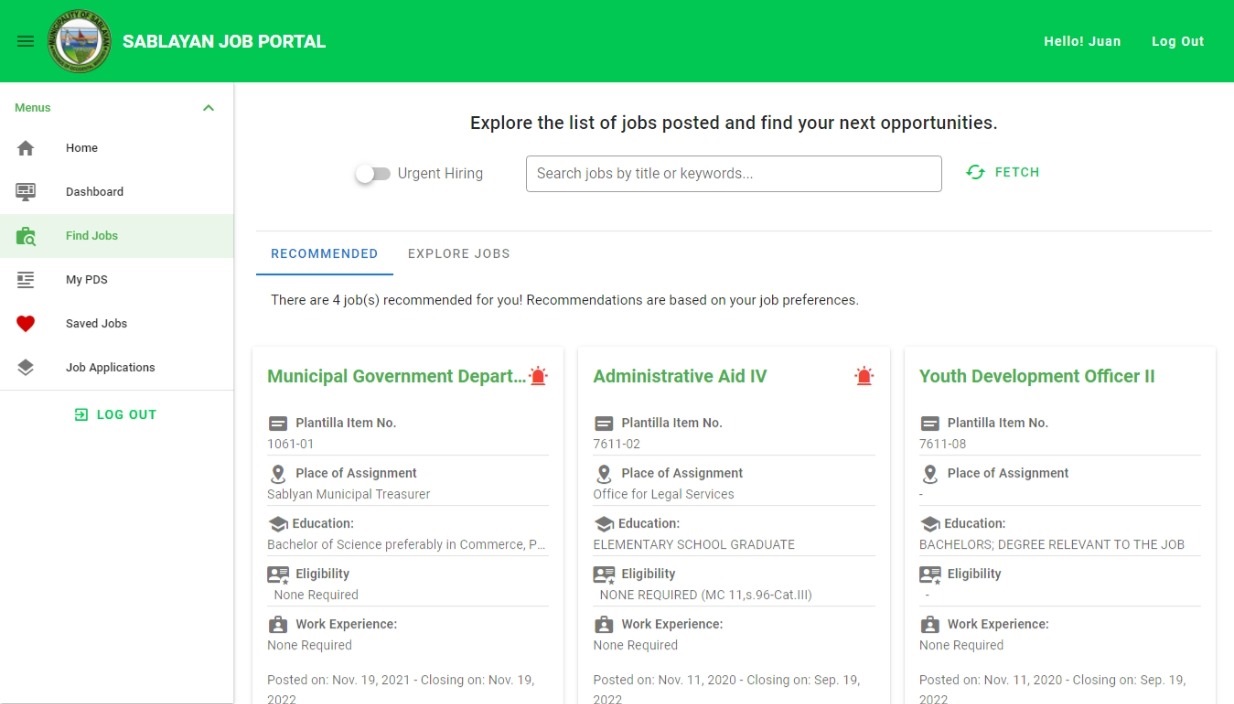 MUNICIPALITY OF SABLAYAN
SABLAYAN JOB PORTAL
Hello! Juan
Log Out
Menus
Home
Dashboard
Find Jobs
My PDS
Saved Jobs
Job Applications
LOG OUT
Explore the list of jobs posted and find your next opportunities.
Urgent Hiring
Search jobs by title or keywords...
FETCH
RECOMMENDED
EXPLORE JOBS
There are 4 job(s) recommended for you! Recommendations are based on your job preferences.
Municipal Government Depart...
Plantilla Item No.
1061-01
Place of Assignment
Sablyan Municipal Treasurer
Education:
Bachelor of Science preferably in Commerce, P...
Eligibility
None Required
Work Experience:
None Required
Posted on: Nov. 19, 2021 - Closing on: Nov. 19,
2022
Administrative Aid IV
Plantilla Item No.
7611-02
Place of Assignment
Office for Legal Services
Education:
ELEMENTARY SCHOOL GRADUATE
Eligibility
NONE REQUIRED (MC 11,s.96-Cat.III)
Work Experience:
None Required
Posted on: Nov. 11, 2020 - Closing on: Sep. 19,
2022
Youth Development Officer II
Plantilla Item No.
7611-08
Place of Assignment
-
Education:
BACHELORS; DEGREE RELEVANT TO THE JOB
Eligibility
-
Work Experience:
None Required
Posted on: Nov. 11, 2020 - Closing on: Sep. 19,
2022